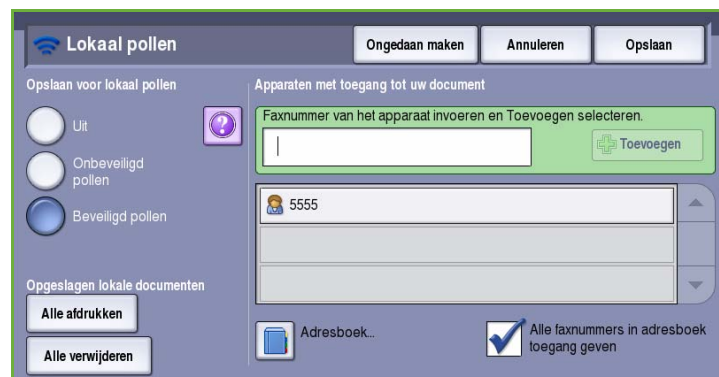 Lokaal pollen
Ongedaan maken
Annuleren
Opslaan
Opslaan voor lokaal pollen
Uit
Onbeveiligd
pollen
Beveiligd pollen
Opgeslagen lokale documenten
Alle afdrukken
Alle verwijderen
Apparaten met toegang tot uw document
Faxnummer van het apparaat invoeren en Toevoegen selecteren.
Toevoegen
5555
Adresboek...
Alle faxnummers in adresboek
toegang geven